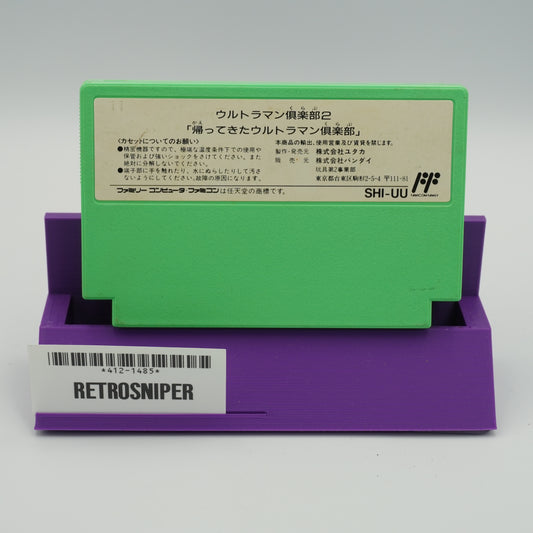 ウルトラマン倶楽部2
くらぶ
「帰ってきたウルトラマン倶楽部」
かえ
くらぶ
〈カセットについてのお願い〉
●精密機器ですので、極端な温度条件下での使用や
保管および強いショックをさけてください。また
絶対に分解しないでください。
●端子部に手を触れたり、水にぬらしたりして汚さ
ないようにしてください。故障の原因になります。
ファミリーコンピュータ・ファミコンは任天堂の商標です。
本商品の輸出、使用営業及び賃貸を禁じます。
製作・発売元 株式会社ユタカ
販売元 株式会社バンダイ
玩具第2事業部
東京都台東区駒形2-5-4 〒111-81
SHI-UU
*412-1485*
RETROSNIPER